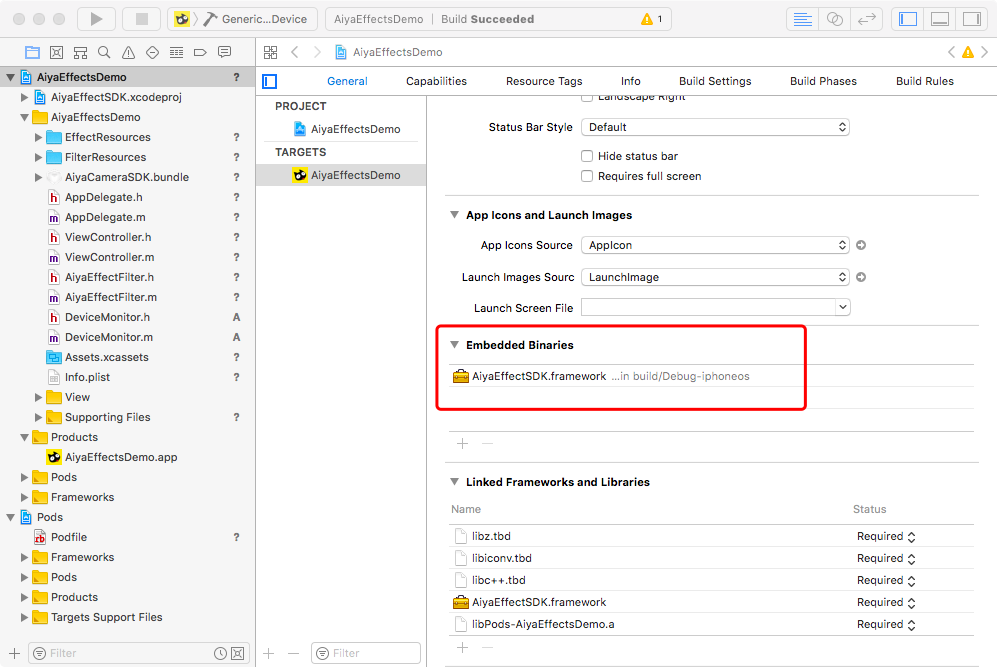 Generic...Device
AiyaEffectsDemo
Build Succeeded
1
AiyaEffectsDemo
AiyaEffectsDemo ?
AiyaEffectSDK.xcodeproj
AiyaEffectsDemo
EffectResources ?
FilterResources ?
AiyaCameraSDK.bundle ?
h AppDelegate.h ?
m AppDelegate.m ?
h ViewController.h ?
m ViewController.m ?
h AiyaEffectFilter.h ?
m AiyaEffectFilter.m ?
h DeviceMonitor.h A
m DeviceMonitor.m A
Assets.xcassets ?
Info.plist ?
View
Supporting Files ?
Products
AiyaEffectsDemo.app
Pods
Frameworks
Pods
rb Podfile ?
Frameworks
Pods
Products
Targets Support Files
Filter
General
Capabilities
Resource Tags
Info
Build Settings
Build Phases
Build Rules
PROJECT
AiyaEffectsDemo
TARGETS
AiyaEffectsDemo
Filter
Landscape Right
Status Bar Style Default
Hide status bar
Requires full screen
App Icons and Launch Images
App Icons Source AppIcon
Launch Images Sourc LaunchImage
Launch Screen File
Embedded Binaries
AiyaEffectSDK.framework ...in build/Debug-iphoneos
Linked Frameworks and Libraries
Name Status
libz.tbd Required
libiconv.tbd Required
libc++.tbd Required
AiyaEffectSDK.framework Required
libPods-AiyaEffectsDemo.a Required